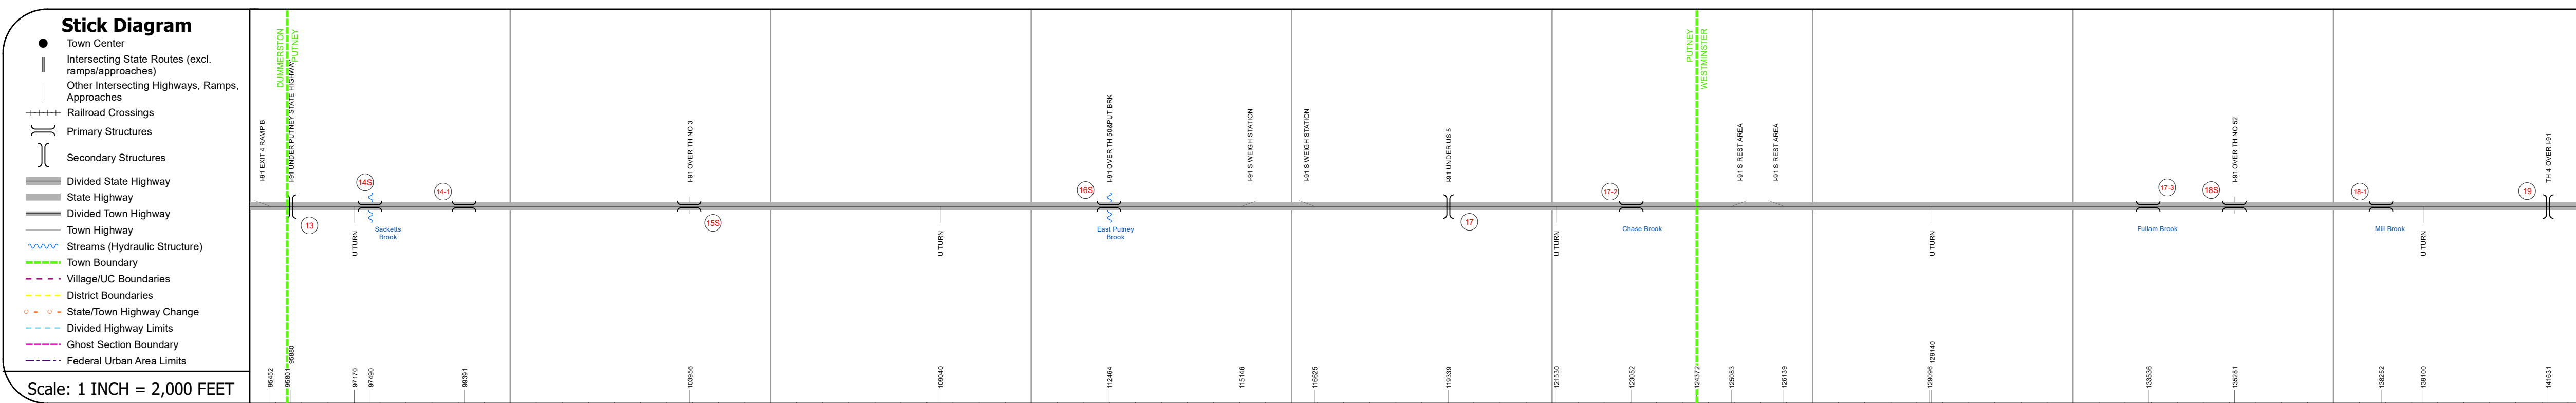 Stick Diagram
Town Center
Intersecting State Routes (excl.
ramps/approaches)
Other Intersecting Highways, Ramps,
Approaches
Railroad Crossings
Primary Structures
Secondary Structures
Divided State Highway
State Highway
Divided Town Highway
Town Highway
Streams (Hydraulic Structure)
Town Boundary
Village/UC Boundaries
District Boundaries
State/Town Highway Change
Divided Highway Limits
Ghost Section Boundary
Federal Urban Area Limits
Scale: 1 INCH = 2,000 FEET
DUMMERSTON
PUTNEY
PUTNEY
WESTMINSTER
I-91 EXIT 4 RAMP B
I-91 UNDER PUTNEY STATE HIGHWAY
I-91 OVER TH NO 3
I-91 OVER TH 50&PUT BRK
I-91 S WEIGH STATION
I-91 S WEIGH STATION
I-91 UNDER US 5
I-91 S REST AREA
I-91 S REST AREA
I-91 OVER TH NO 52
TH 4 OVER I-91
13
14S
14-1
15S
16S
17
17-2
17-3
18S
18-1
19
U TURN
Sacketts
Brook
U TURN
East Putney
Brook
U TURN
Chase Brook
U TURN
Fullam Brook
Mill Brook
U TURN
95452
95801
95880
97170
97490
99391
103956
109040
112464
115146
116625
119339
121530
123052
124372
125083
126139
129096
129140
133536
135281
138252
139100
141631